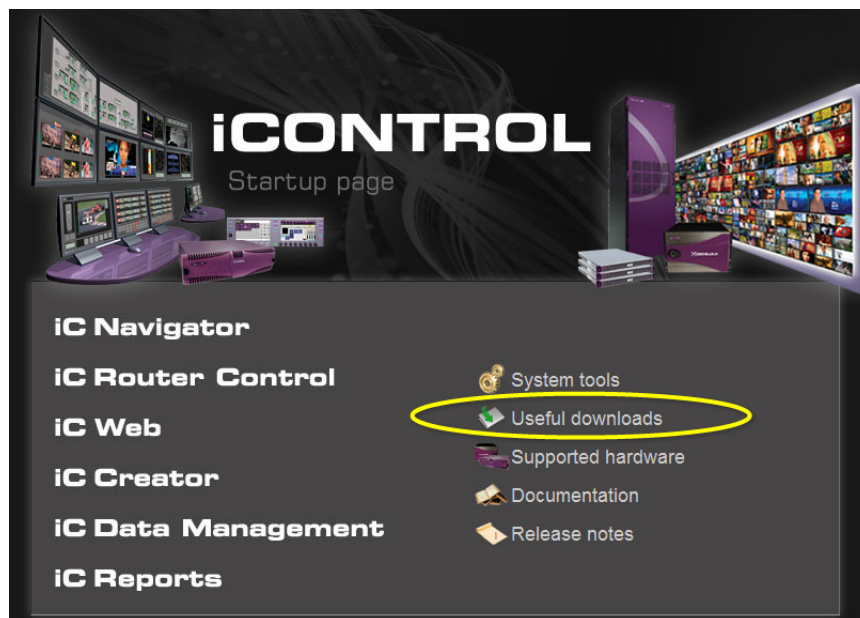 iCONTROL
Startup page
iC Navigator
iC Router Control
iC Web
iC Creator
iC Data Management
iC Reports
System tools
Useful downloads
Supported hardware
Documentation
Release notes